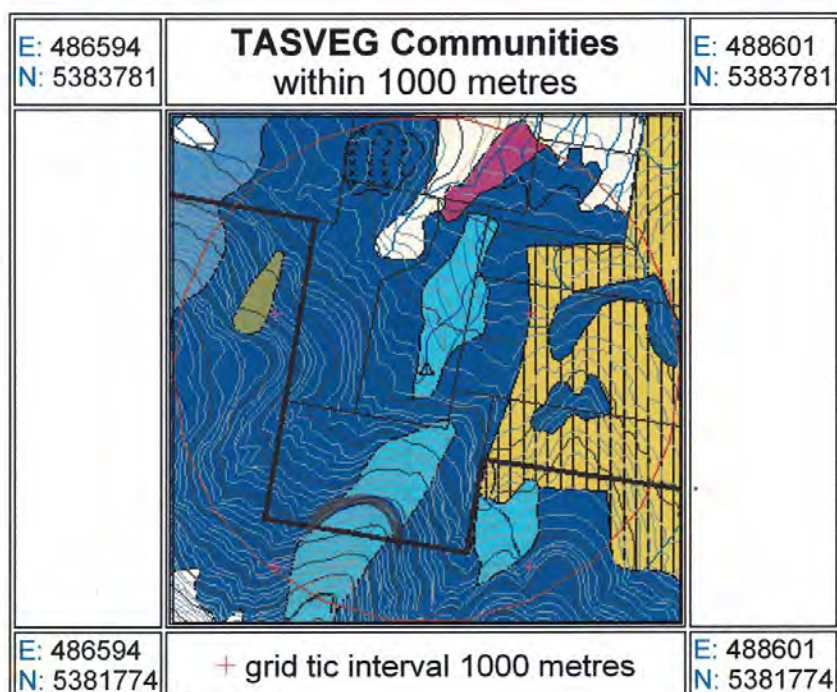 E: 486594
N: 5383781
TASVEG Communities
within 1000 metres
E: 488601
N: 5383781
E: 486594
N: 5381774
+ grid tic interval 1000 metres
E: 488601
N: 5381774